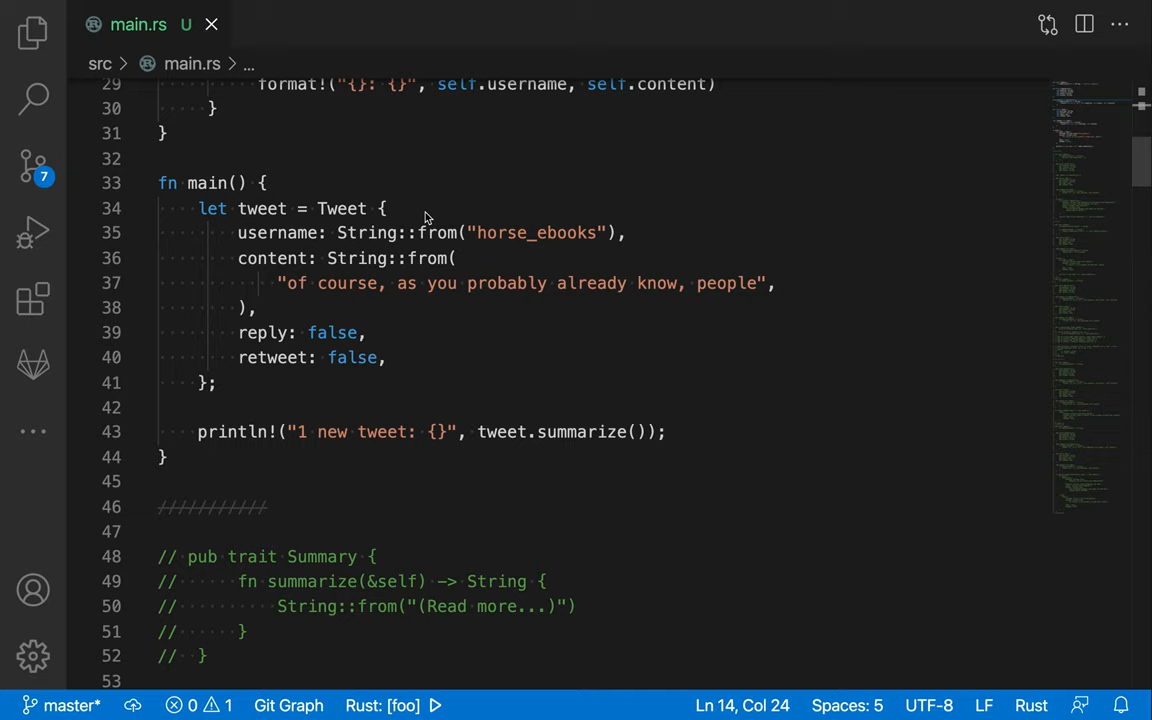 main.rs U
src > main.rs > ...
29 format!("{}: {}", self.username, self.content)
30 }
31 }
32
33 fn main() {
34 let tweet = Tweet {
35 username: String::from("horse_ebooks"),
36 content: String::from(
37 "of course, as you probably already know, people",
38 ),
39 reply: false,
40 retweet: false,
41 };
42
43 println!("1 new tweet: {}", tweet.summarize());
44 }
45
46 ///////////
47
48 // pub trait Summary {
49 // fn summarize(&self) -> String {
50 // String::from("(Read more...)")
51 // }
52 // }
53
7
master* 0 1 Git Graph Rust: [foo] Ln 14, Col 24 Spaces: 5 UTF-8 LF Rust